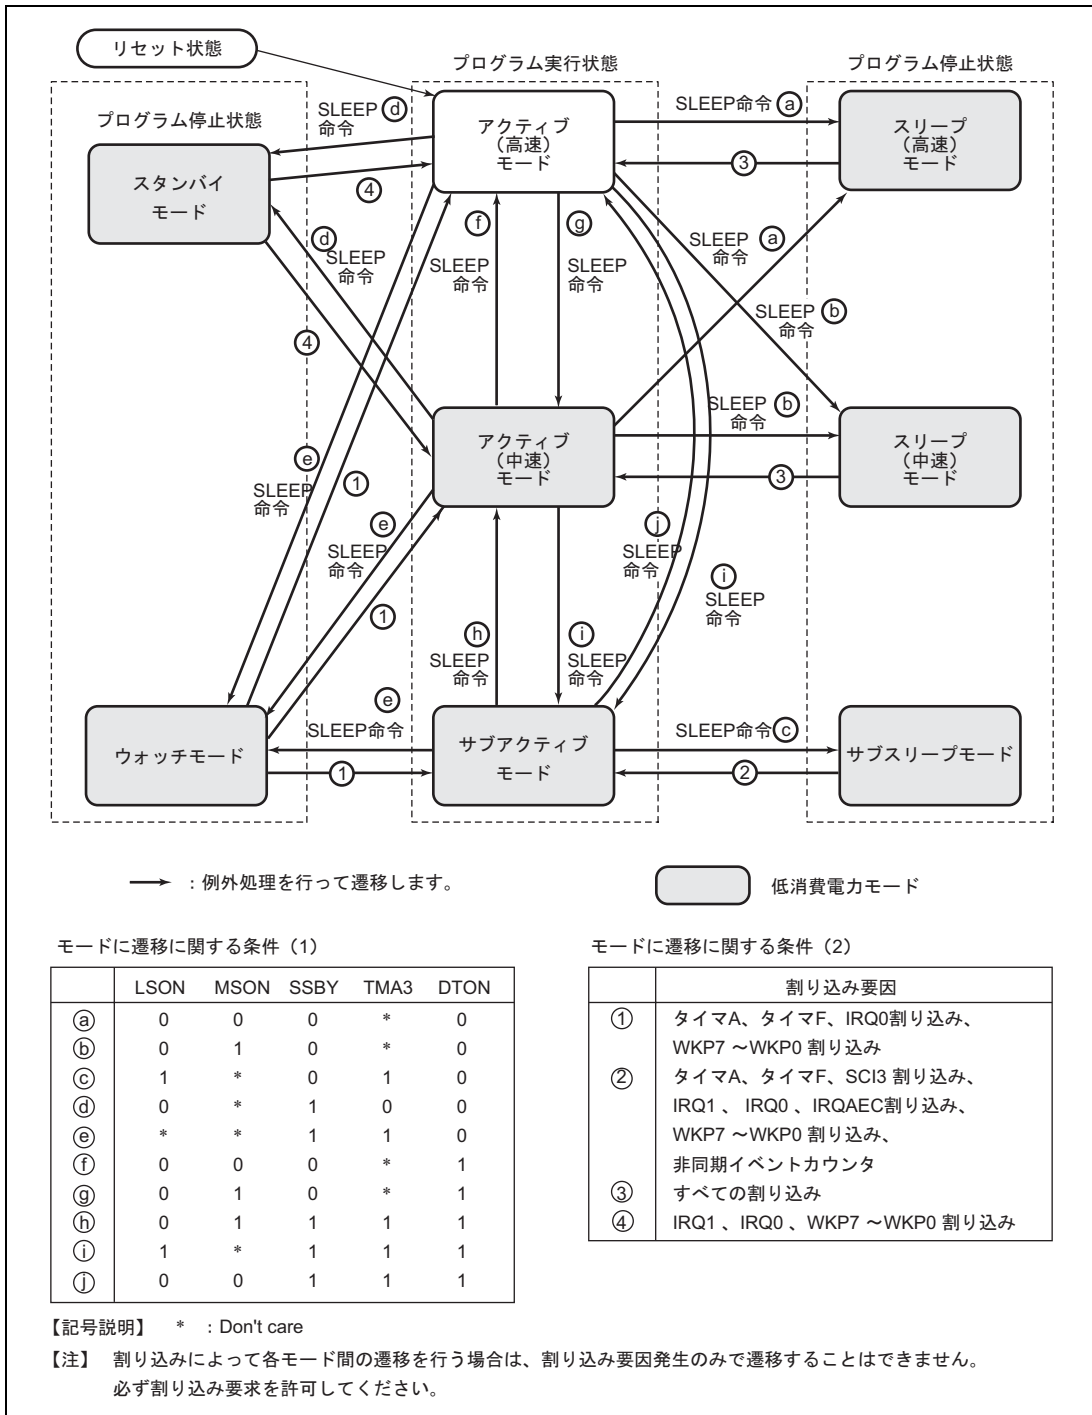 リセット状態
プログラム実行状態
プログラム停止状態
プログラム停止状態
SLEEP ⓓ
命令
アクティブ
（高速）
モード
SLEEP命令 ⓐ
スリープ
（高速）
モード
③
スタンバイ
モード
④
ⓓ
SLEEP
命令
ⓕ
SLEEP
命令
ⓖ
SLEEP
命令
SLEEP ⓐ
命令
SLEEP ⓑ
命令
④
アクティブ
（中速）
モード
SLEEP ⓑ
命令
スリープ
（中速）
モード
③
ⓔ
SLEEP
命令
①
ⓔ
SLEEP
命令
①
ⓙ
SLEEP
命令
ⓘ
SLEEP
命令
ⓗ
SLEEP
命令
ⓘ
SLEEP
命令
ⓔ
SLEEP命令
ウォッチモード
①
サブアクティブ
モード
SLEEP命令 ⓒ
②
サブスリープモード
：例外処理を行って遷移します。
低消費電力モード
モードに遷移に関する条件（1）
LSON MSON SSBY TMA3 DTON
ⓐ 0 0 0 * 0
ⓑ 0 1 0 * 0
ⓒ 1 * 0 1 0
ⓓ 0 * 1 0 0
ⓔ * * 1 1 0
ⓕ 0 0 0 * 1
ⓖ 0 1 0 * 1
ⓗ 0 1 1 1 1
ⓘ 1 * 1 1 1
ⓙ 0 0 1 1 1
モードに遷移に関する条件（2）
割り込み要因
① タイマA、タイマF、IRQ0割り込み、
WKP7 ～WKP0 割り込み
② タイマA、タイマF、SCI3 割り込み、
IRQ1 、 IRQ0 、IRQAEC割り込み、
WKP7 ～WKP0 割り込み、
非同期イベントカウンタ
③ すべての割り込み
④ IRQ1 、IRQ0 、WKP7 ～WKP0 割り込み
【記号説明】 * ：Don't care
【注】 割り込みによって各モード間の遷移を行う場合は、割り込み要因発生のみで遷移することはできません。
必ず割り込み要求を許可してください。